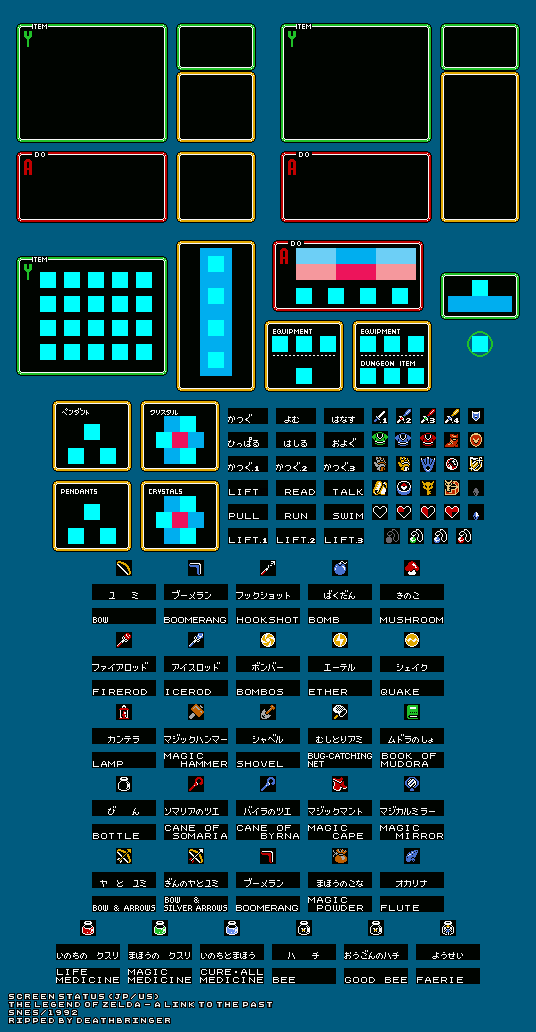 ITEM
Y
ITEM
Y
DO
A
DO
A
ITEM
Y
DO
A
EQUIPMENT
EQUIPMENT
DUNGEON ITEM
ペンダント
クリスタル
PENDANTS
CRYSTALS
かつぐ よむ はなす 1 2 3 4
ひっぱる はしる およぐ
かつぐ.1 かつぐ.2 かつぐ.3
LIFT READ TALK
PULL RUN SWIM
LIFT.1 LIFT.2 LIFT.3
ユミ ブーメラン フックショット ばくだん きのこ
BOW BOOMERANG HOOKSHOT BOMB MUSHROOM
ファイアロッド アイスロッド ボンバー エーテル シェイク
FIREROD ICEROD BOMBOS ETHER QUAKE
カンテラ マジックハンマー シャベル むしとりアミ ムドラのしょ
LAMP MAGIC HAMMER SHOVEL BUG-CATCHING NET BOOK OF MUDORA
びん ソマリアのツエ バイラのツエ マジックマント マジカルミラー
BOTTLE CANE OF SOMARIA CANE OF BYRNA MAGIC CAPE MAGIC MIRROR
ヤ と ユミ ぎんのヤとユミ ブーメラン まほうのこな オカリナ
BOW & ARROWS BOW & SILVER ARROWS BOOMERANG MAGIC POWDER FLUTE
いのちの クスリ まほうの クスリ いのちとまほう ハチ おうごんのハチ ようせい
LIFE MEDICINE MAGIC MEDICINE CURE-ALL MEDICINE BEE GOOD BEE FAERIE
SCREEN STATUS (JP/US)
THE LEGEND OF ZELDA - A LINK TO THE PAST
SNES/1992
RIPPED BY DEATHBRINGER